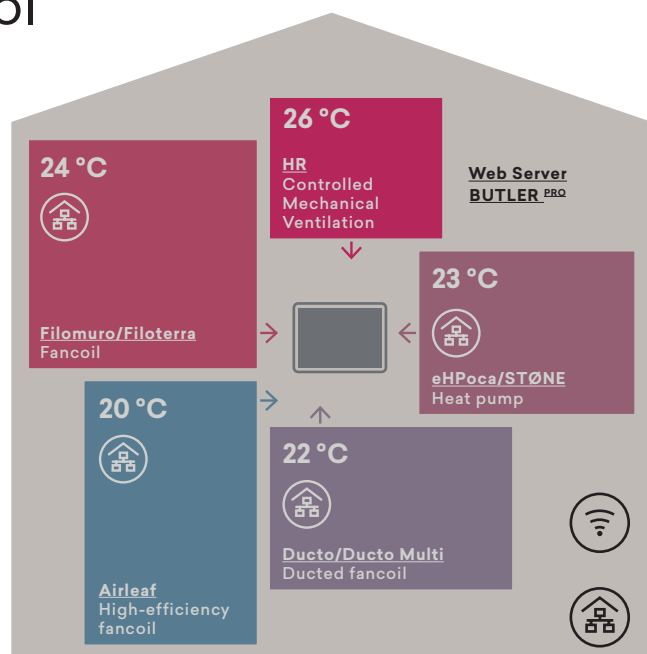 26 °C
HR
Controlled
Mechanical
Ventilation
24 °C
Web Server
BUTLER PRO
23 °C
Filomuro/Filoterra
Fancoil
eHPoca/STØNE
Heat pump
20 °C
22 °C
Ducto/Ducto Multi
Ducted fancoil
Airleaf
High-efficiency
fancoil